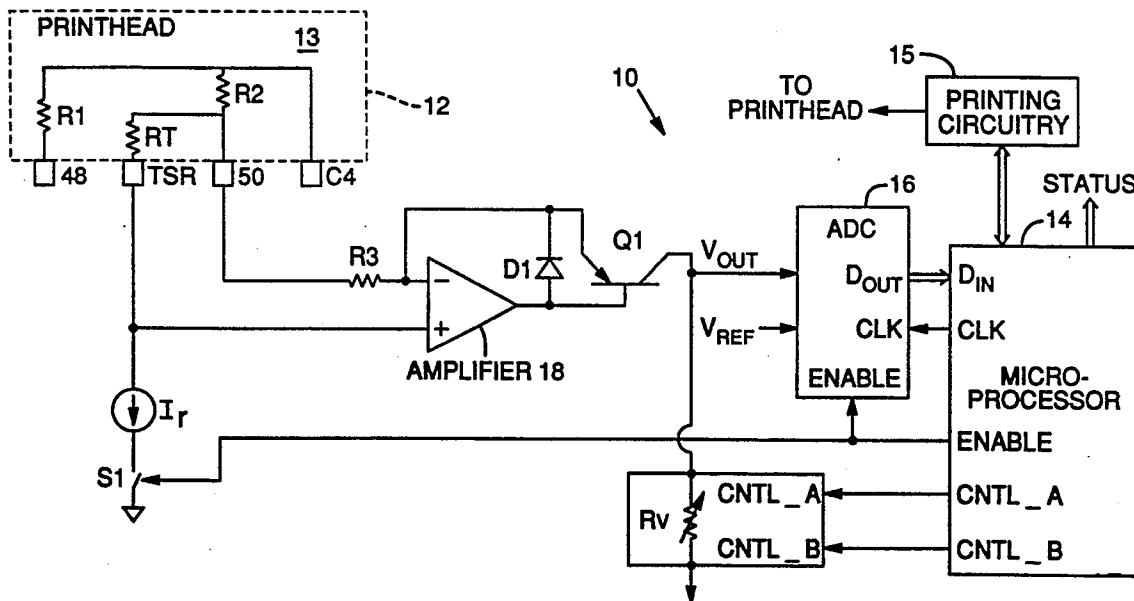 PRINTHEAD
13
R1
R2
RT
12
48
TSR
50
C4
10
15
TO
PRINTHEAD
PRINTING
CIRCUITRY
STATUS
14
16
ADC
R3
D1
Q1
VOUT
VREF
DOUT
CLK
ENABLE
DIN
CLK
MICRO-
PROCESSOR
ENABLE
CNTL_A
CNTL_B
−
+
AMPLIFIER 18
Ir
S1
Rv
CNTL_A
CNTL_B